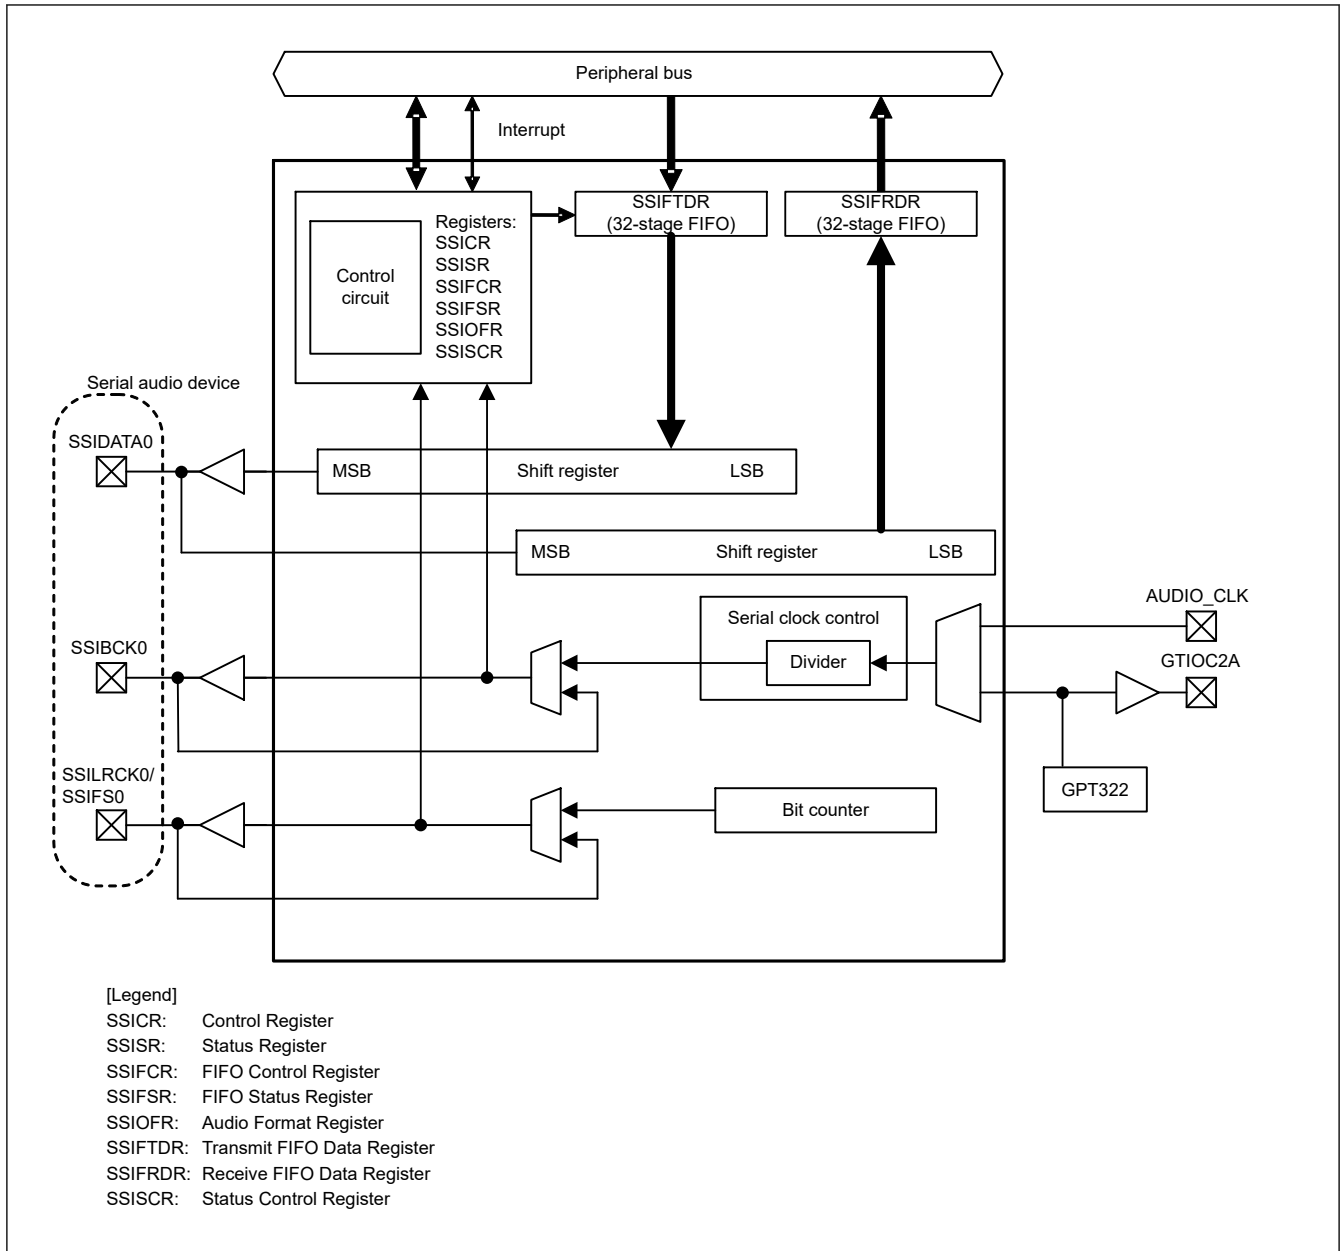 Peripheral bus
Interrupt
SSIFTDR
(32-stage FIFO)
SSIFRDR
(32-stage FIFO)
Registers:
SSICR
SSISR
SSIFCR
SSIFSR
SSIOFR
SSISCR
Control
circuit
Serial audio device
SSIDATA0
MSB Shift register LSB
MSB Shift register LSB
AUDIO_CLK
Serial clock control
SSIBCK0
Divider
GTIOC2A
SSILRCK0/
SSIFS0
GPT322
Bit counter
[Legend]
SSICR: Control Register
SSISR: Status Register
SSIFCR: FIFO Control Register
SSIFSR: FIFO Status Register
SSIOFR: Audio Format Register
SSIFTDR: Transmit FIFO Data Register
SSIFRDR: Receive FIFO Data Register
SSISCR: Status Control Register